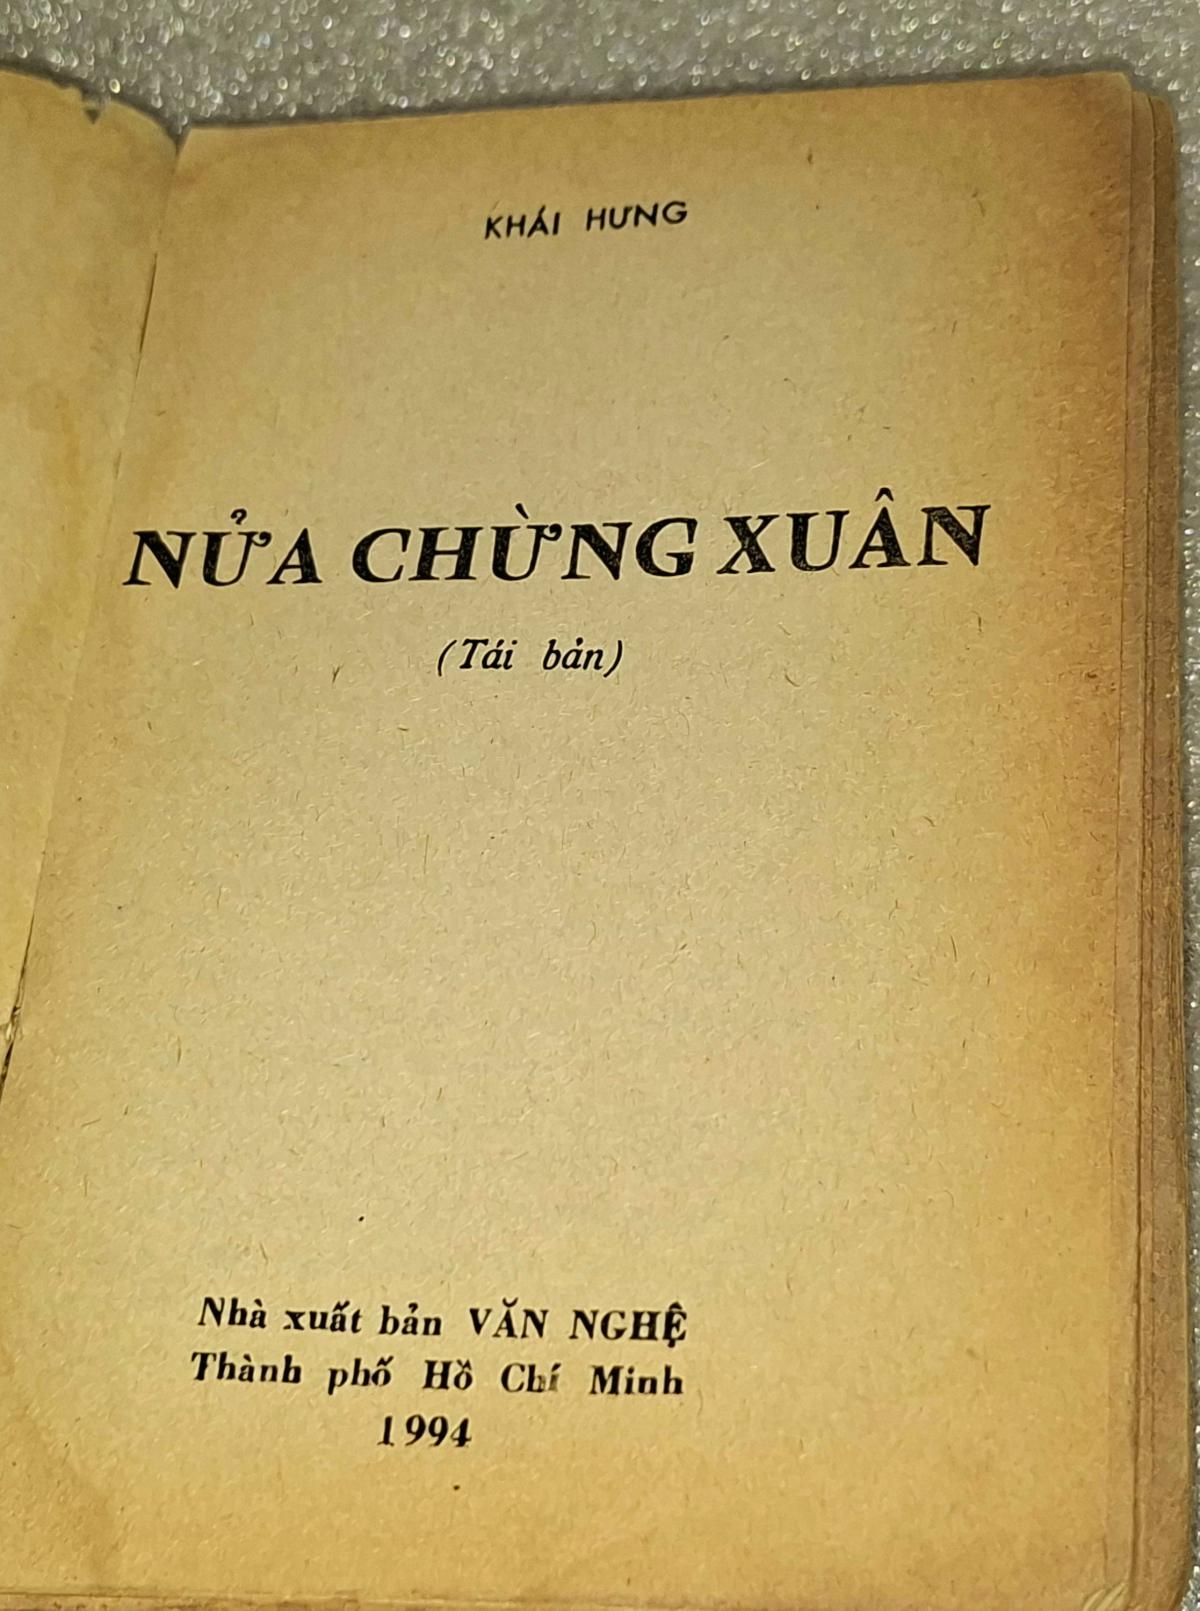 KHÁI HƯNG
NỬA CHỪNG XUÂN
(Tái bản)
Nhà xuất bản VĂN NGHỆ
Thành phố Hồ Chí Minh
1994